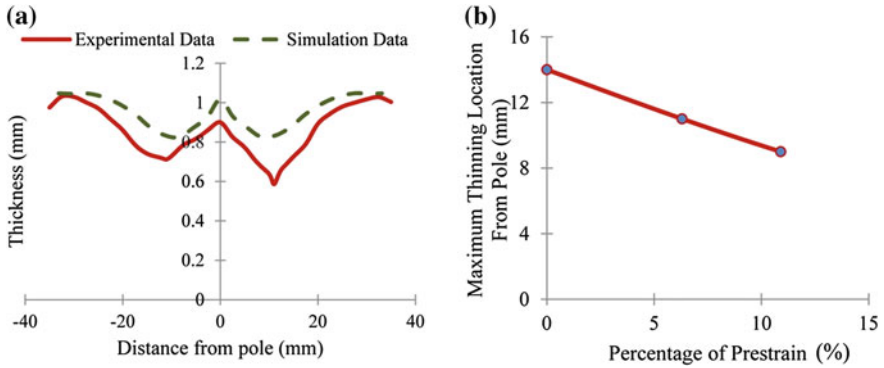 (a)
Experimental Data
Simulation Data
Thickness (mm)
1.2
1
0.8
0.6
0.4
0.2
0
-40
-20
0
20
40
Distance from pole (mm)
(b)
Maximum Thinning Location
From Pole (mm)
16
12
8
4
0
0
5
10
15
Percentage of Prestrain (%)